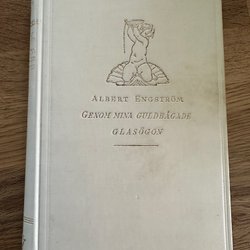 ALBERT ENGSTRÖM
GENOM MINA GULDBÅGADE
GLASÖGON